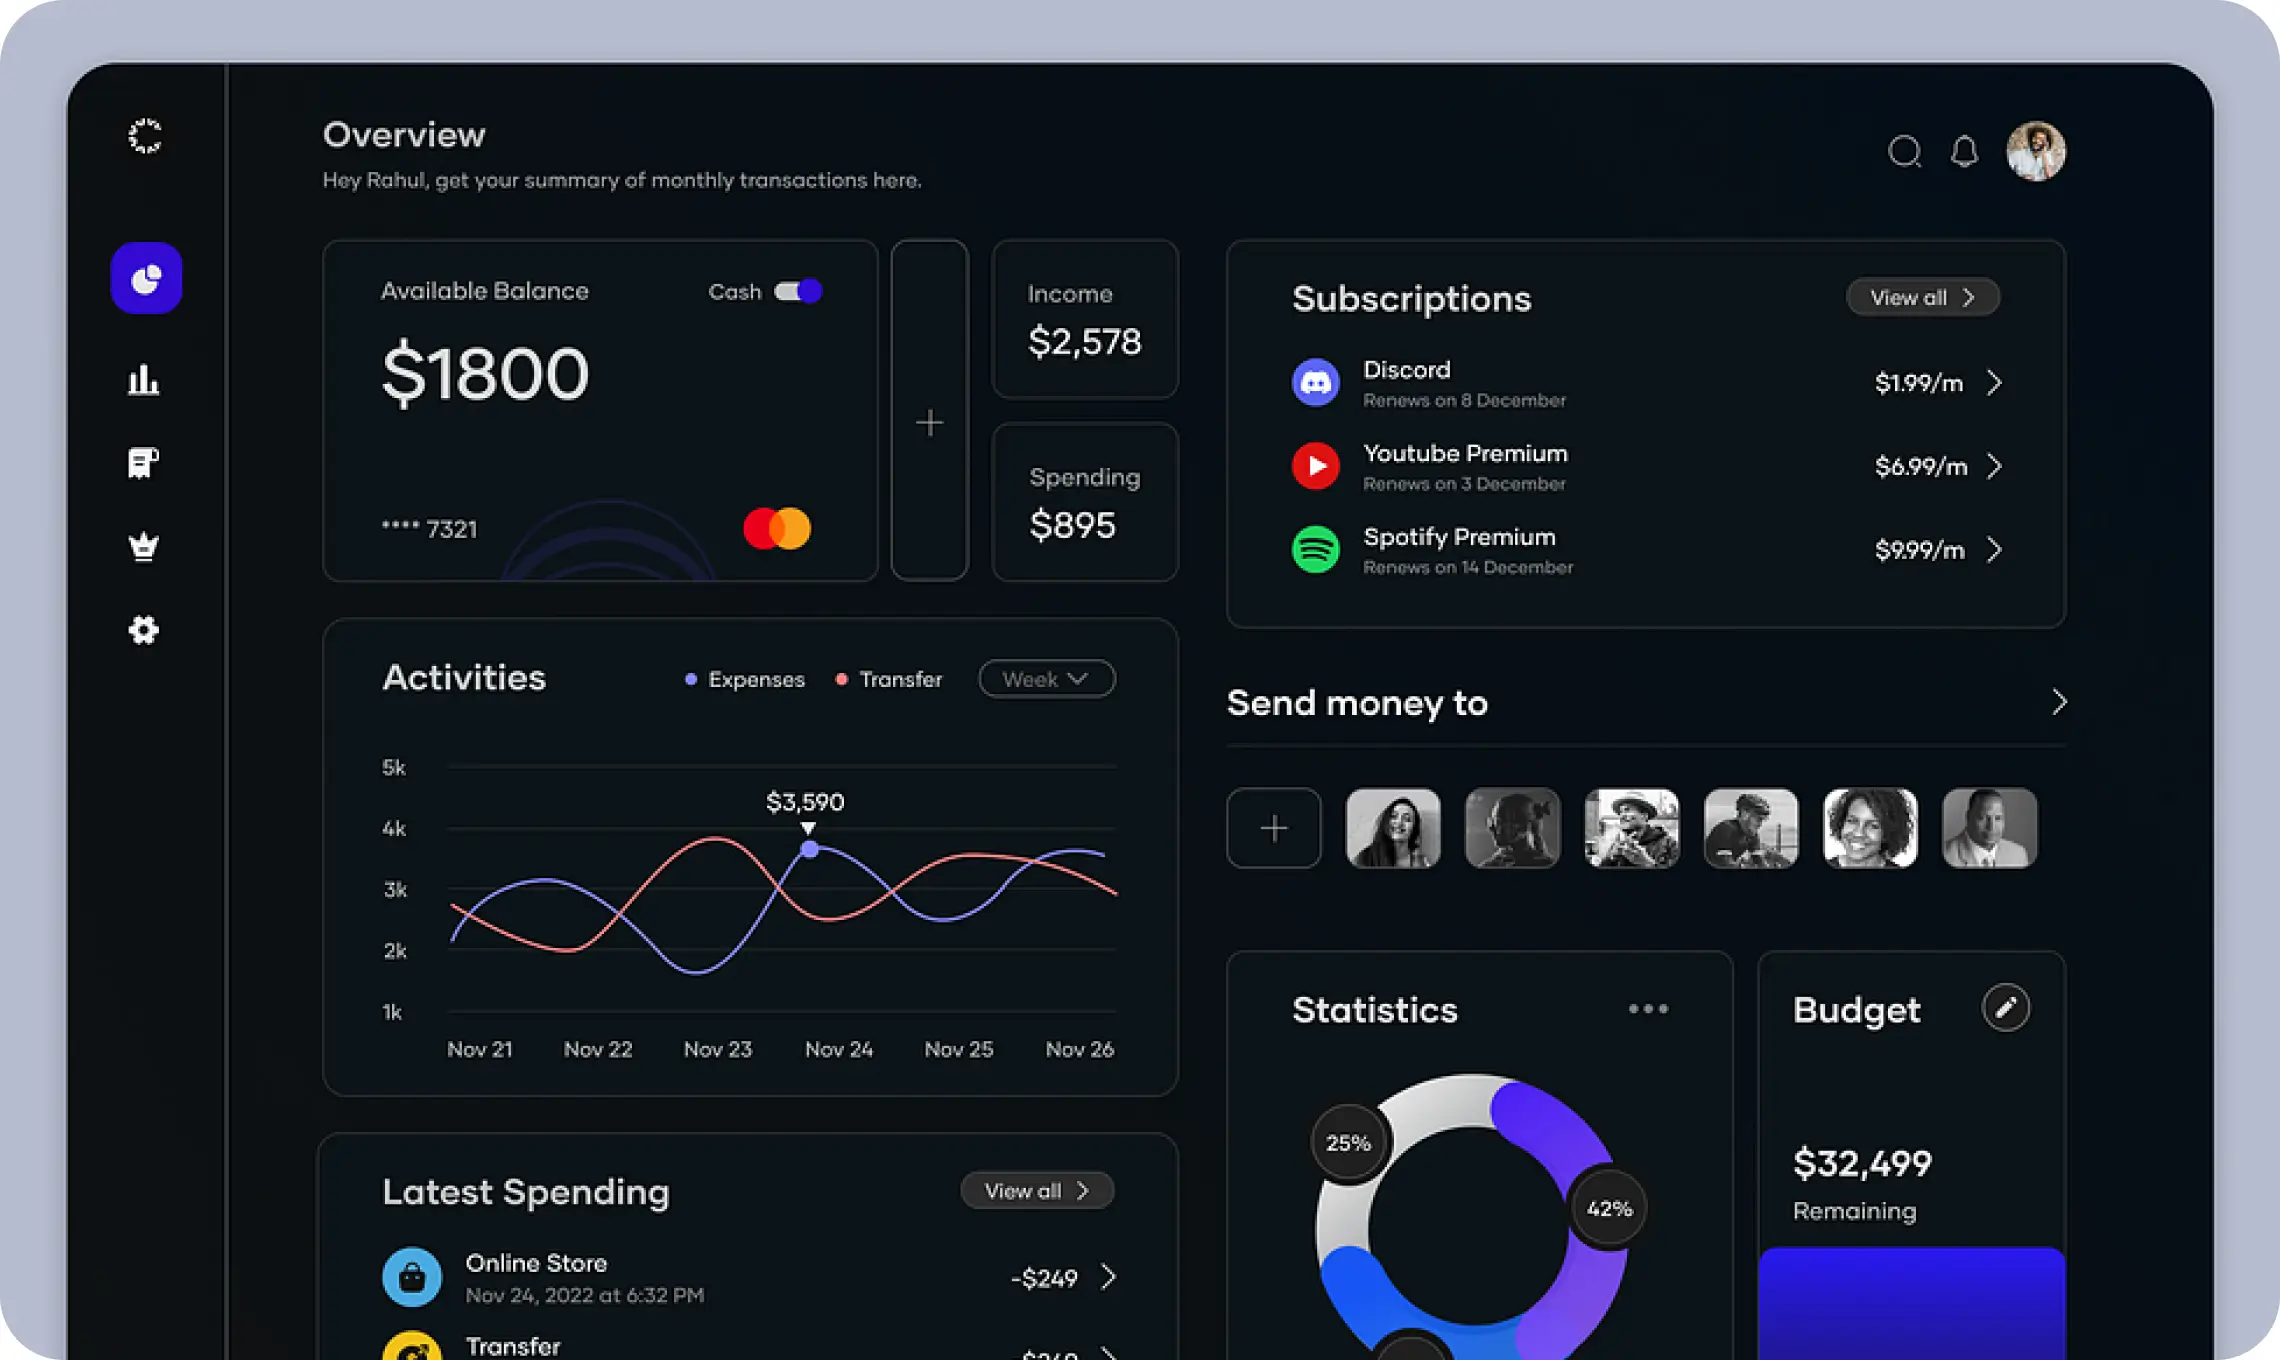 Overview
Hey Rahul, get your summary of monthly transactions here.
Available Balance
Cash
$1800
**** 7321
Income
$2,578
Spending
$895
Subscriptions
View all
Discord
Renews on 8 December
$1.99/m
Youtube Premium
Renews on 3 December
$6.99/m
Spotify Premium
Renews on 14 December
$9.99/m
Activities
Expenses
Transfer
Week
5k
4k
3k
2k
1k
$3,590
Nov 21
Nov 22
Nov 23
Nov 24
Nov 25
Nov 26
Send money to
Latest Spending
View all
Online Store
Nov 24, 2022 at 6:32 PM
-$249
Transfer
Statistics
25%
42%
Budget
$32,499
Remaining